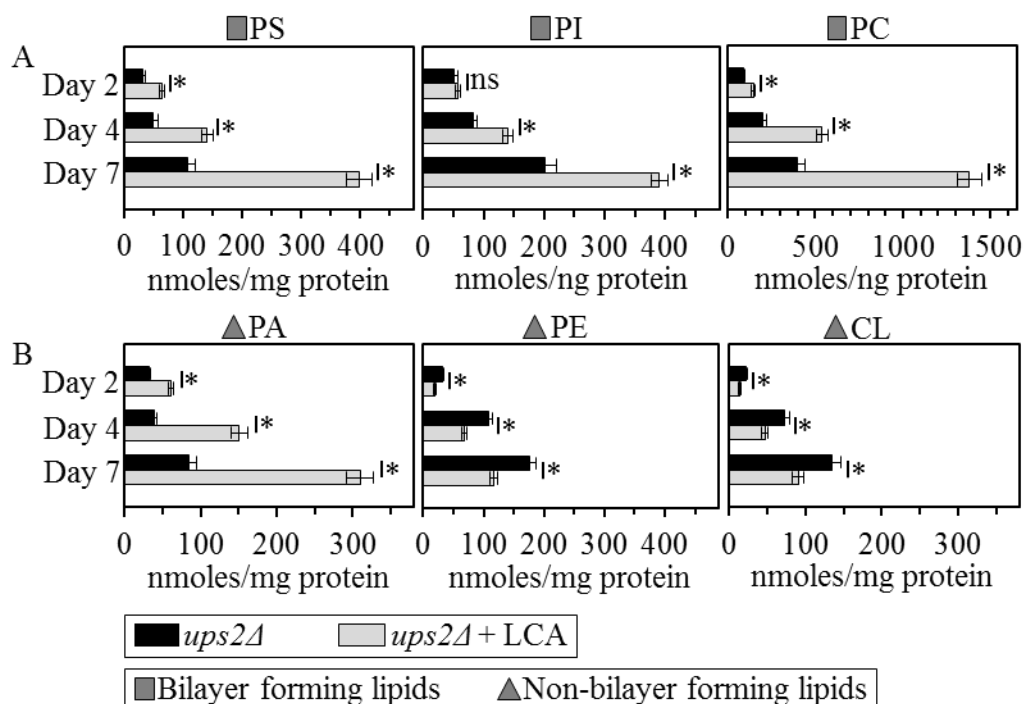 PS PI PC
A
Day 2 * ns *
Day 4 * * *
Day 7 * * *
0 100 200 300 400 0 100 200 300 400 0 500 1000 1500
nmoles/mg protein nmoles/ng protein nmoles/ng protein
PA PE CL
B
Day 2 * * *
Day 4 * * *
Day 7 * * *
0 100 200 300 0 100 200 300 400 0 100 200 300
nmoles/mg protein nmoles/mg protein nmoles/mg protein
ups2Δ ups2Δ + LCA
Bilayer forming lipids Non-bilayer forming lipids